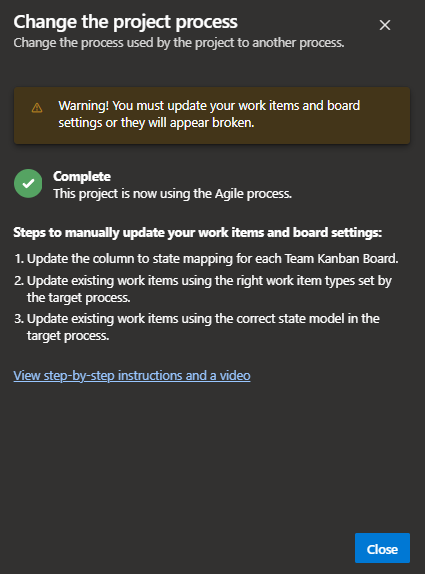 Change the project process
Change the process used by the project to another process.
Warning! You must update your work items and board
settings or they will appear broken.
Complete
This project is now using the Agile process.
Steps to manually update your work items and board settings:
1. Update the column to state mapping for each Team Kanban Board.
2. Update existing work items using the right work item types set by
the target process.
3. Update existing work items using the correct state model in the
target process.
View step-by-step instructions and a video
Close